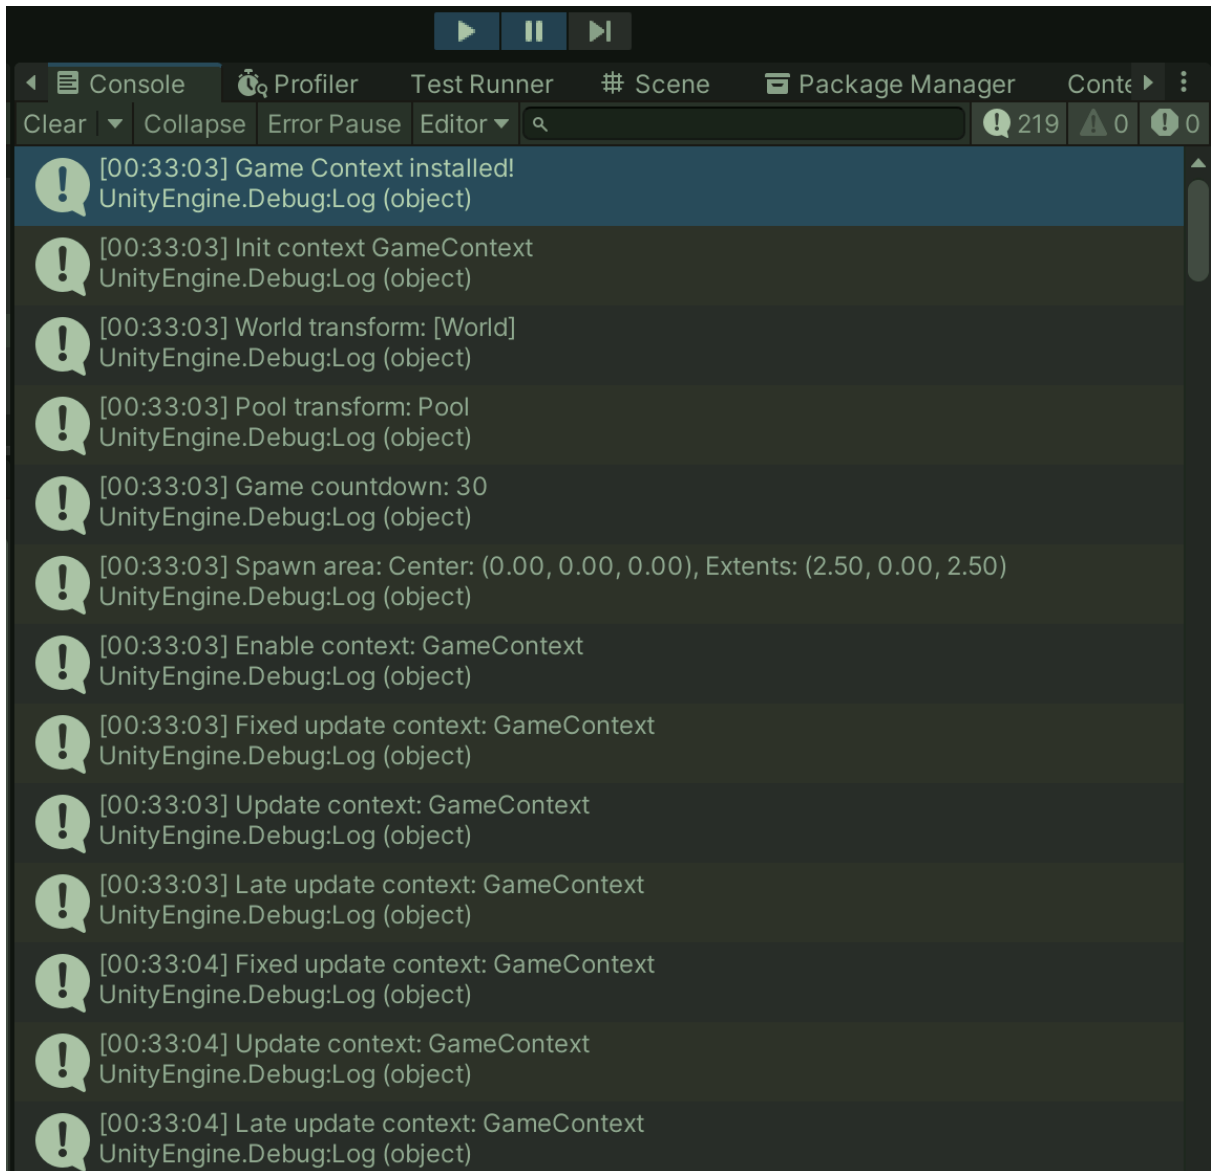 Console Profiler Test Runner Scene Package Manager Conte
Clear Collapse Error Pause Editor 219 0 0
[00:33:03] Game Context installed!
UnityEngine.Debug:Log (object)
[00:33:03] Init context GameContext
UnityEngine.Debug:Log (object)
[00:33:03] World transform: [World]
UnityEngine.Debug:Log (object)
[00:33:03] Pool transform: Pool
UnityEngine.Debug:Log (object)
[00:33:03] Game countdown: 30
UnityEngine.Debug:Log (object)
[00:33:03] Spawn area: Center: (0.00, 0.00, 0.00), Extents: (2.50, 0.00, 2.50)
UnityEngine.Debug:Log (object)
[00:33:03] Enable context: GameContext
UnityEngine.Debug:Log (object)
[00:33:03] Fixed update context: GameContext
UnityEngine.Debug:Log (object)
[00:33:03] Update context: GameContext
UnityEngine.Debug:Log (object)
[00:33:03] Late update context: GameContext
UnityEngine.Debug:Log (object)
[00:33:04] Fixed update context: GameContext
UnityEngine.Debug:Log (object)
[00:33:04] Update context: GameContext
UnityEngine.Debug:Log (object)
[00:33:04] Late update context: GameContext
UnityEngine.Debug:Log (object)